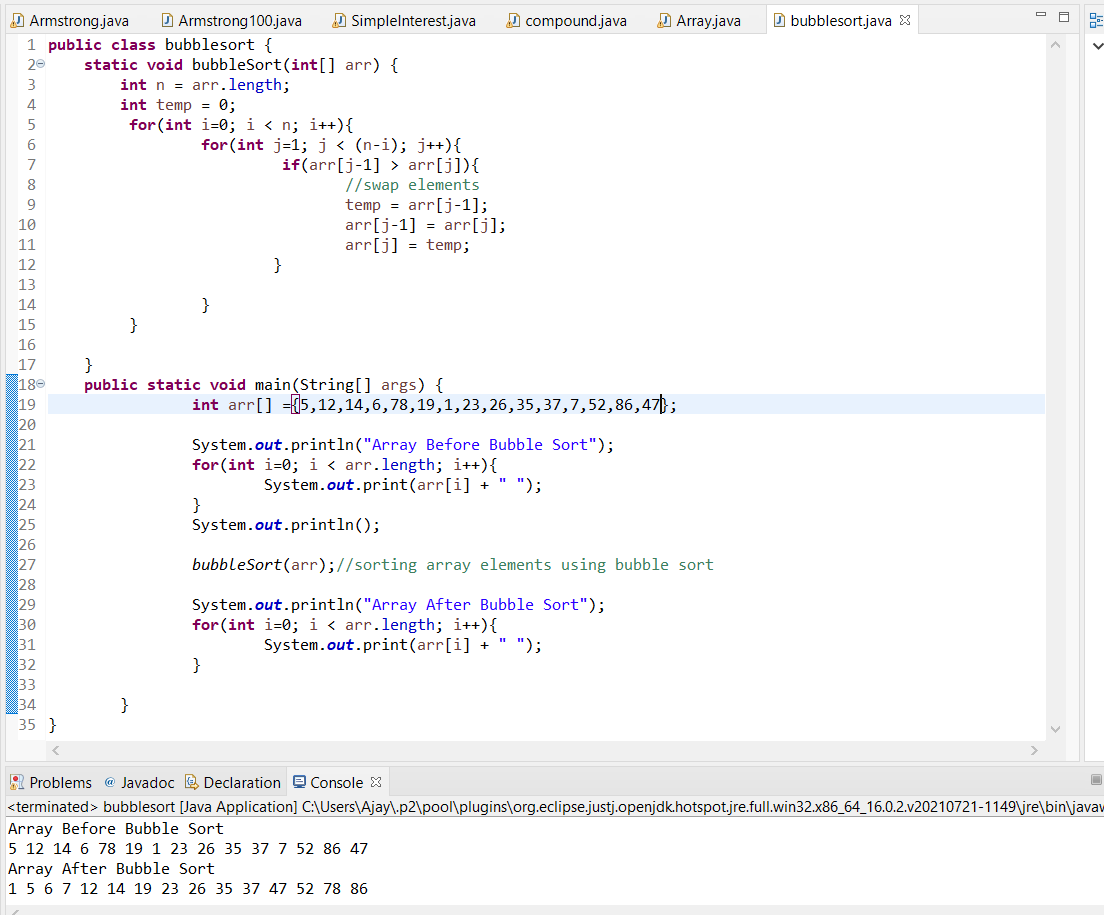 Armstrong.java Armstrong100.java SimpleInterest.java compound.java Array.java bubblesort.java
1 public class bubblesort {
2 static void bubbleSort(int[] arr) {
3 int n = arr.length;
4 int temp = 0;
5 for(int i=0; i < n; i++){
6 for(int j=1; j < (n-i); j++){
7 if(arr[j-1] > arr[j]){
8 //swap elements
9 temp = arr[j-1];
10 arr[j-1] = arr[j];
11 arr[j] = temp;
12 }
13
14 }
15 }
16
17 }
18 public static void main(String[] args) {
19 int arr[] ={5,12,14,6,78,19,1,23,26,35,37,7,52,86,47};
20
21 System.out.println("Array Before Bubble Sort");
22 for(int i=0; i < arr.length; i++){
23 System.out.print(arr[i] + " ");
24 }
25 System.out.println();
26
27 bubbleSort(arr);//sorting array elements using bubble sort
28
29 System.out.println("Array After Bubble Sort");
30 for(int i=0; i < arr.length; i++){
31 System.out.print(arr[i] + " ");
32 }
33
34 }
35 }
Problems @ Javadoc Declaration Console
<terminated> bubblesort [Java Application] C:\Users\Ajay\.p2\pool\plugins\org.eclipse.justj.openjdk.hotspot.jre.full.win32.x86_64_16.0.2.v20210721-1149\jre\bin\javaw
Array Before Bubble Sort
5 12 14 6 78 19 1 23 26 35 37 7 52 86 47
Array After Bubble Sort
1 5 6 7 12 14 19 23 26 35 37 47 52 78 86